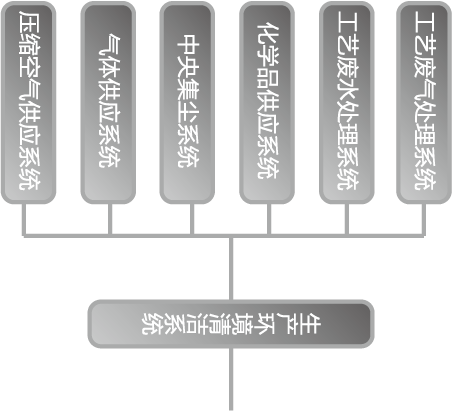 工艺废气处理系统
工艺废水处理系统
化学品供应系统
中央集尘系统
气体供应系统
压缩空气供应系统
生产环境清洁系统